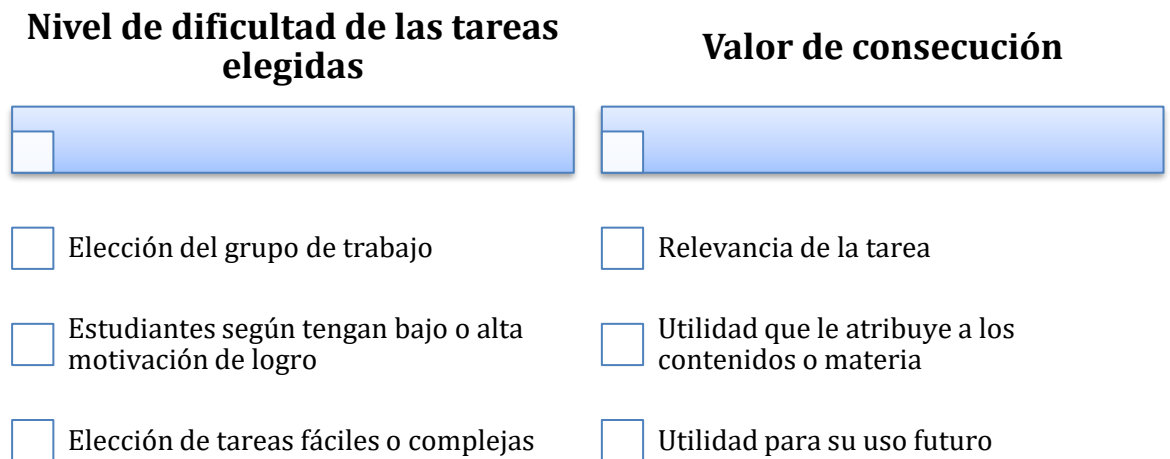 Nivel de dificultad de las tareas
elegidas
Elección del grupo de trabajo
Estudiantes según tengan bajo o alta
motivación de logro
Elección de tareas fáciles o complejas
Valor de consecución
Relevancia de la tarea
Utilidad que le atribuye a los
contenidos o materia
Utilidad para su uso futuro